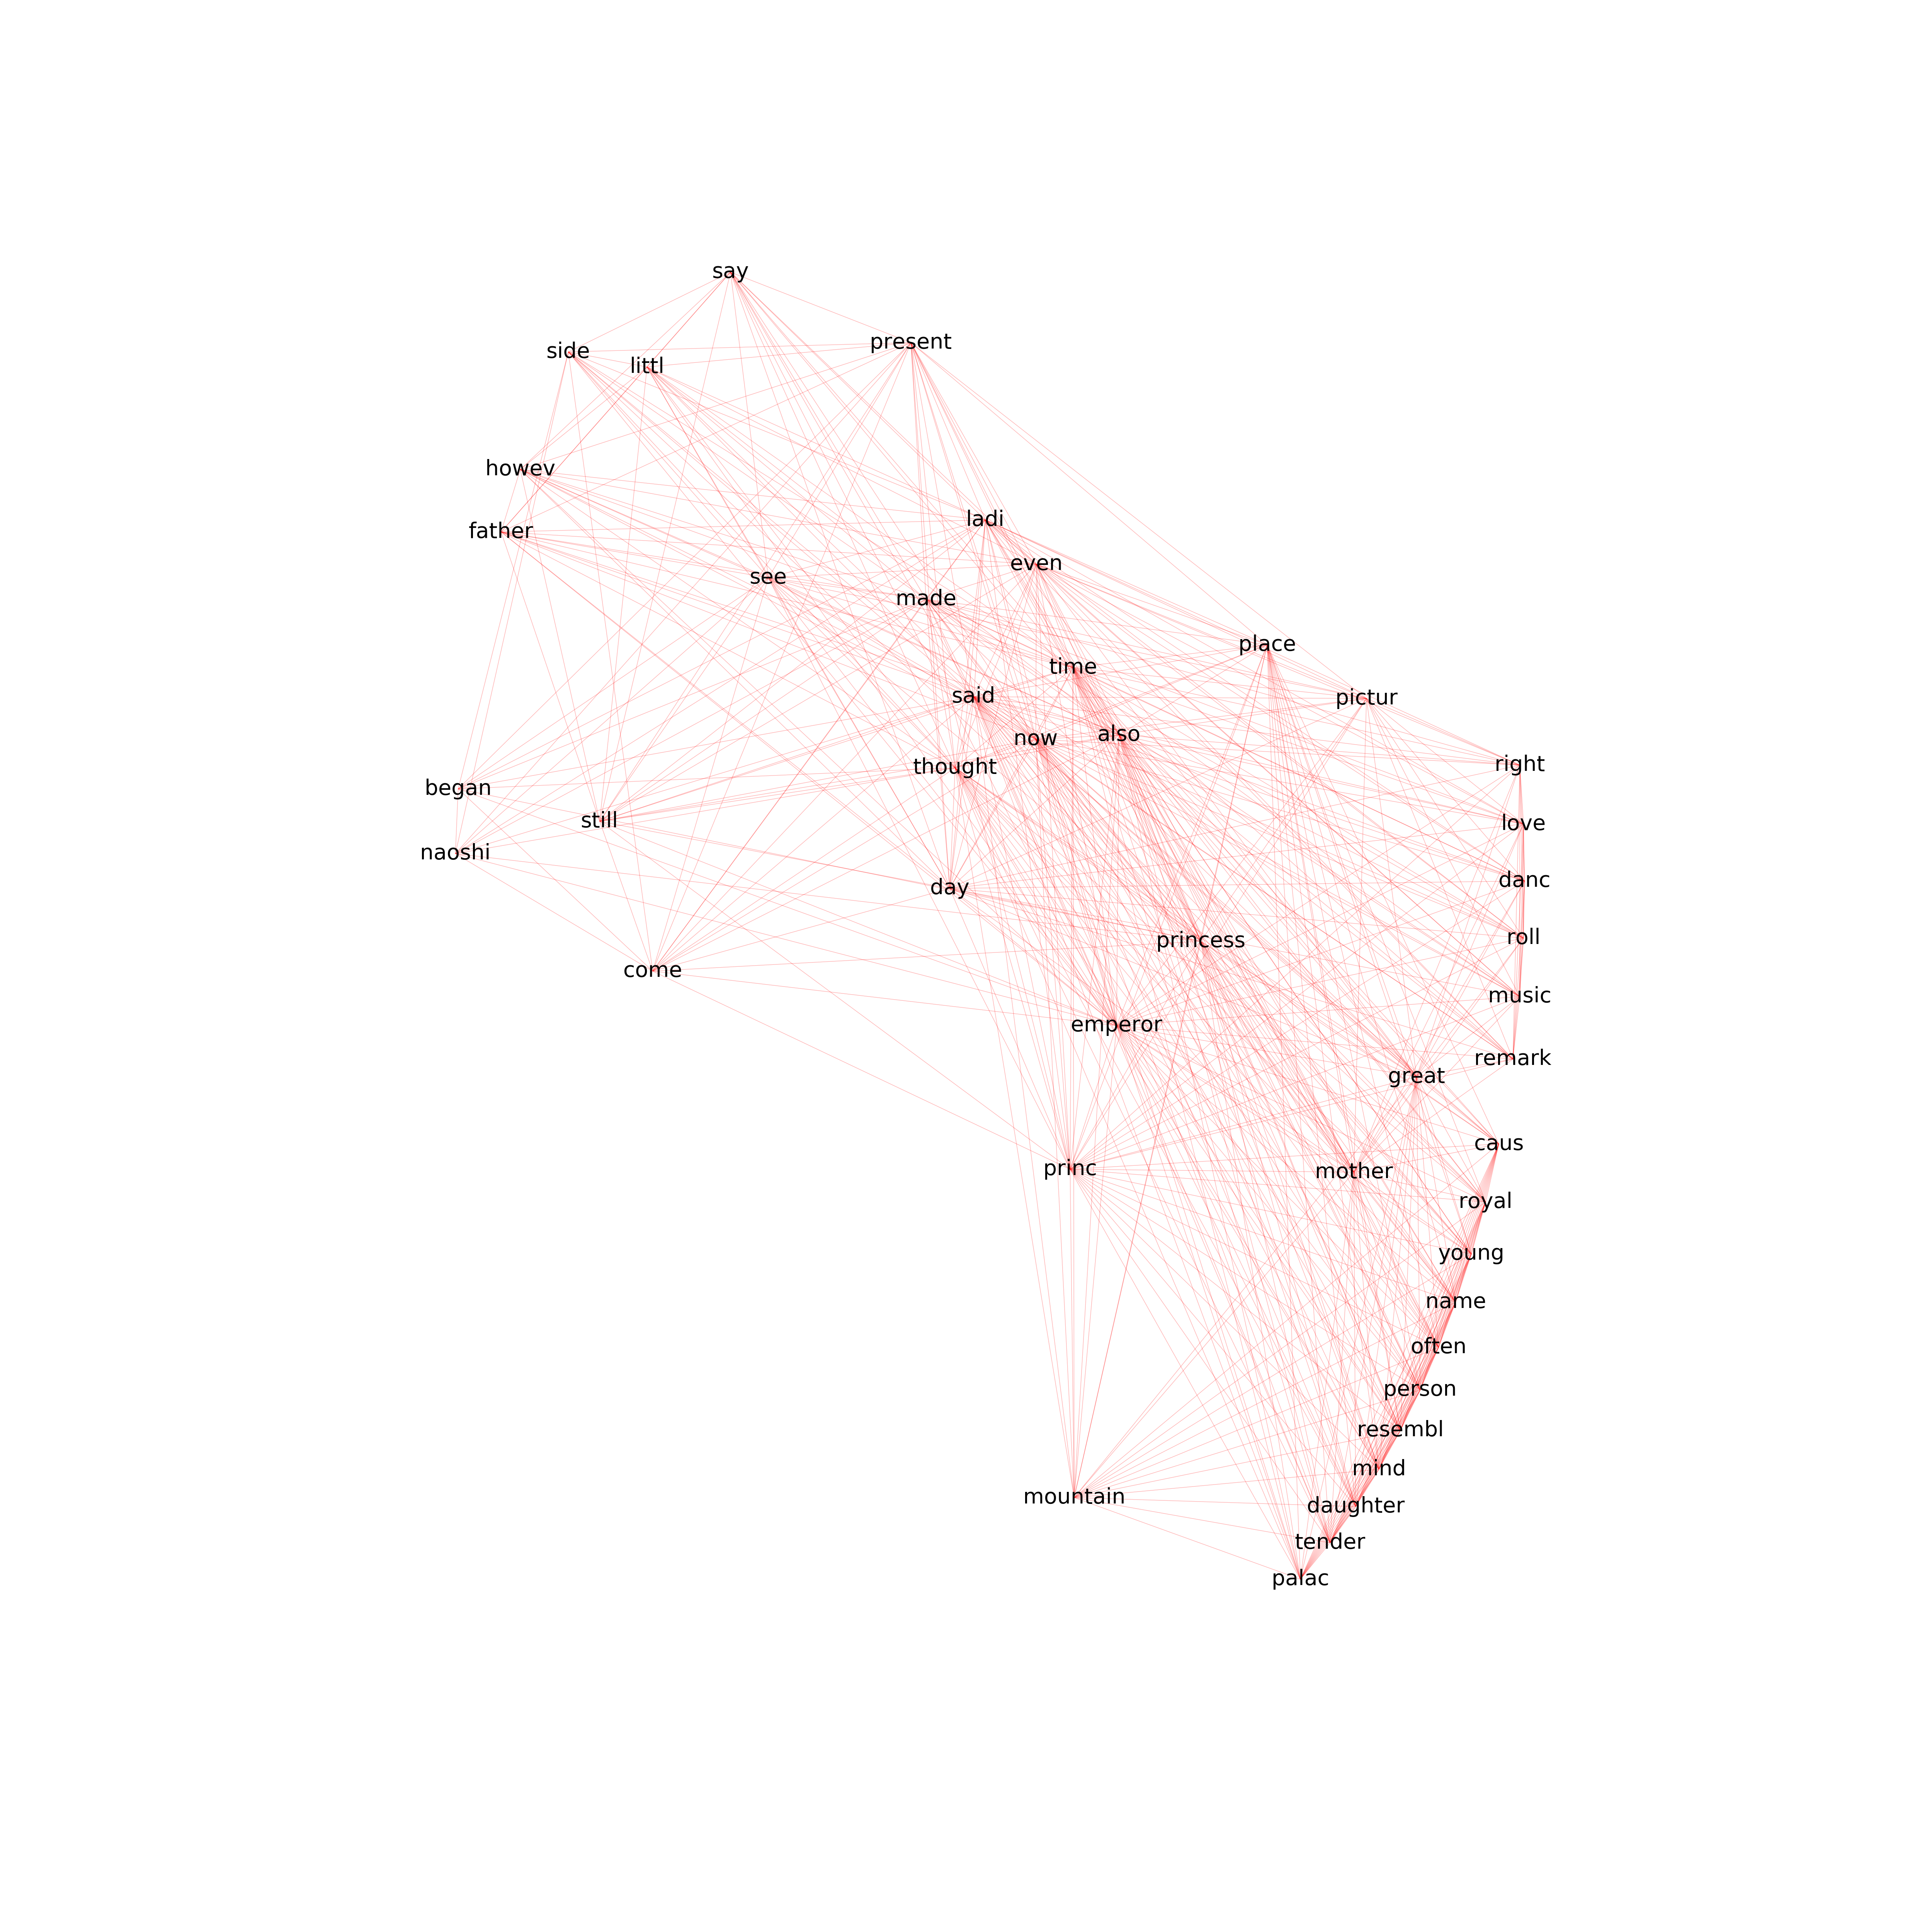 say
present
side
littl
howev
ladi
father
even
see
made
place
time
said
pictur
also
now
right
thought
began
still
love
naoshi
danc
day
roll
princess
come
music
emperor
remark
great
caus
princ
mother
royal
young
name
often
person
resembl
mind
mountain
daughter
tender
palac